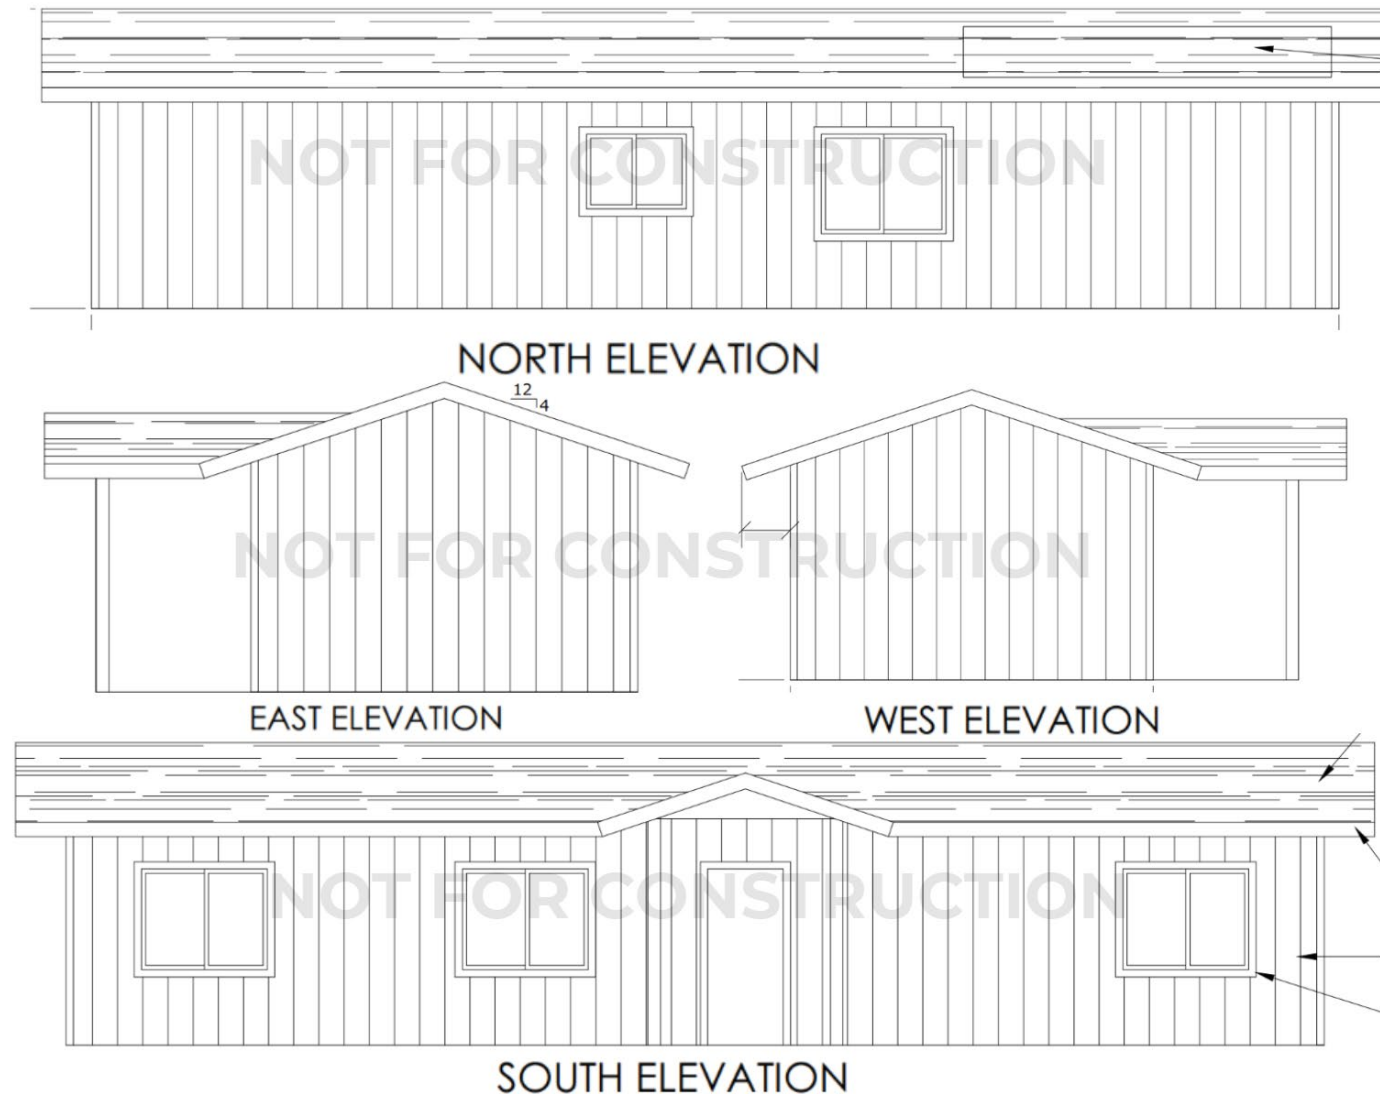 NOT FOR CONSTRUCTION
NORTH ELEVATION
12
4
NOT FOR CONSTRUCTION
EAST ELEVATION
WEST ELEVATION
NOT FOR CONSTRUCTION
SOUTH ELEVATION